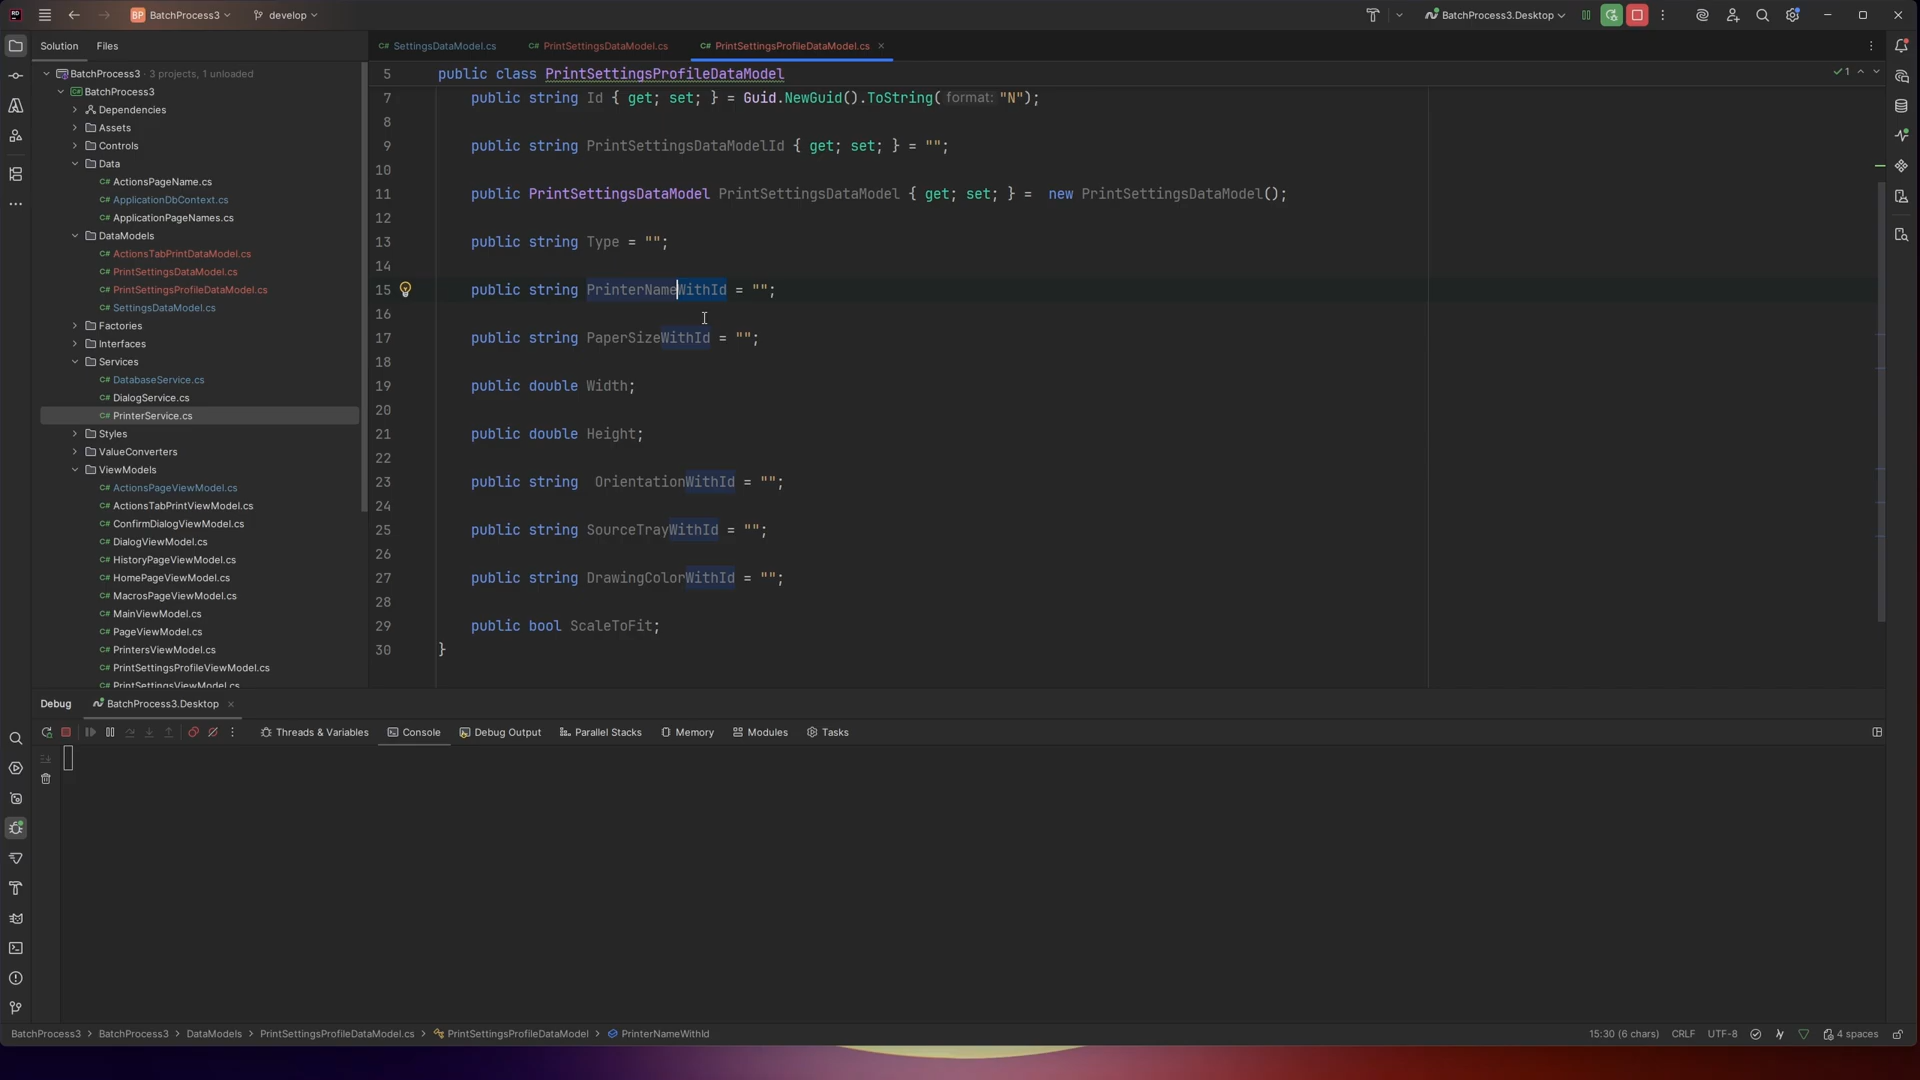 RD
BP BatchProcess3
develop
BatchProcess3.Desktop
Solution
Files
C# SettingsDataModel.cs
C# PrintSettingsDataModel.cs
C# PrintSettingsProfileDataModel.cs
BatchProcess3 · 3 projects, 1 unloaded
BatchProcess3
Dependencies
Assets
Controls
Data
C# ActionsPageName.cs
C# ApplicationDbContext.cs
C# ApplicationPageNames.cs
DataModels
C# ActionsTabPrintDataModel.cs
C# PrintSettingsDataModel.cs
C# PrintSettingsProfileDataModel.cs
C# SettingsDataModel.cs
Factories
Interfaces
Services
C# DatabaseService.cs
C# DialogService.cs
C# PrinterService.cs
Styles
ValueConverters
ViewModels
C# ActionsPageViewModel.cs
C# ActionsTabPrintViewModel.cs
C# ConfirmDialogViewModel.cs
C# DialogViewModel.cs
C# HistoryPageViewModel.cs
C# HomePageViewModel.cs
C# MacrosPageViewModel.cs
C# MainViewModel.cs
C# PageViewModel.cs
C# PrintersViewModel.cs
C# PrintSettingsProfileViewModel.cs
C# PrintSettingsViewModel.cs
5 public class PrintSettingsProfileDataModel
1
7 public string Id { get; set; } = Guid.NewGuid().ToString( format: "N");
8
9 public string PrintSettingsDataModelId { get; set; } = "";
10
11 public PrintSettingsDataModel PrintSettingsDataModel { get; set; } =  new PrintSettingsDataModel();
12
13 public string Type = "";
14
15 public string PrinterNameWithId = "";
16
17 public string PaperSizeWithId = "";
18
19 public double Width;
20
21 public double Height;
22
23 public string  OrientationWithId = "";
24
25 public string SourceTrayWithId = "";
26
27 public string DrawingColorWithId = "";
28
29 public bool ScaleToFit;
30 }
Debug
BatchProcess3.Desktop
Threads & Variables
Console
Debug Output
Parallel Stacks
Memory
Modules
Tasks
BatchProcess3 > BatchProcess3 > DataModels > PrintSettingsProfileDataModel.cs > PrintSettingsProfileDataModel > PrinterNameWithId
15:30 (6 chars)
CRLF
UTF-8
4 spaces